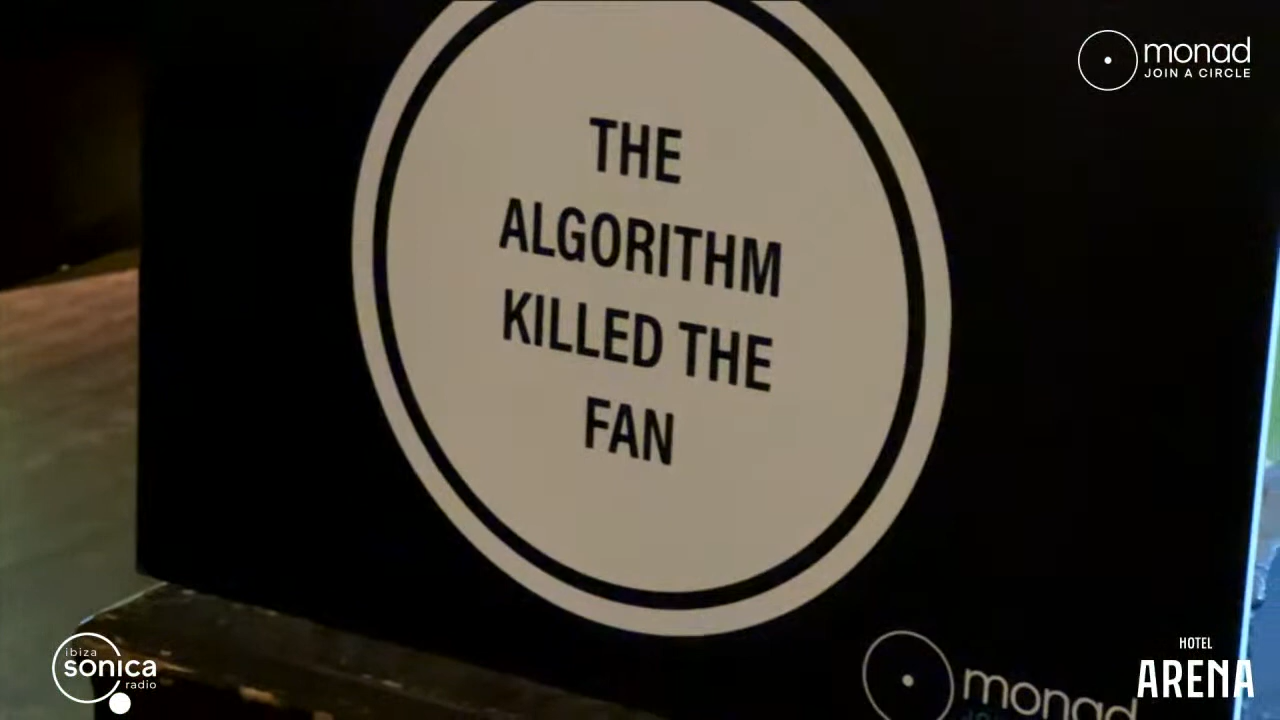 monad
JOIN A CIRCLE
THE
ALGORITHM
KILLED THE
FAN
ibiza
sonica
radio
monad
HOTEL
ARENA